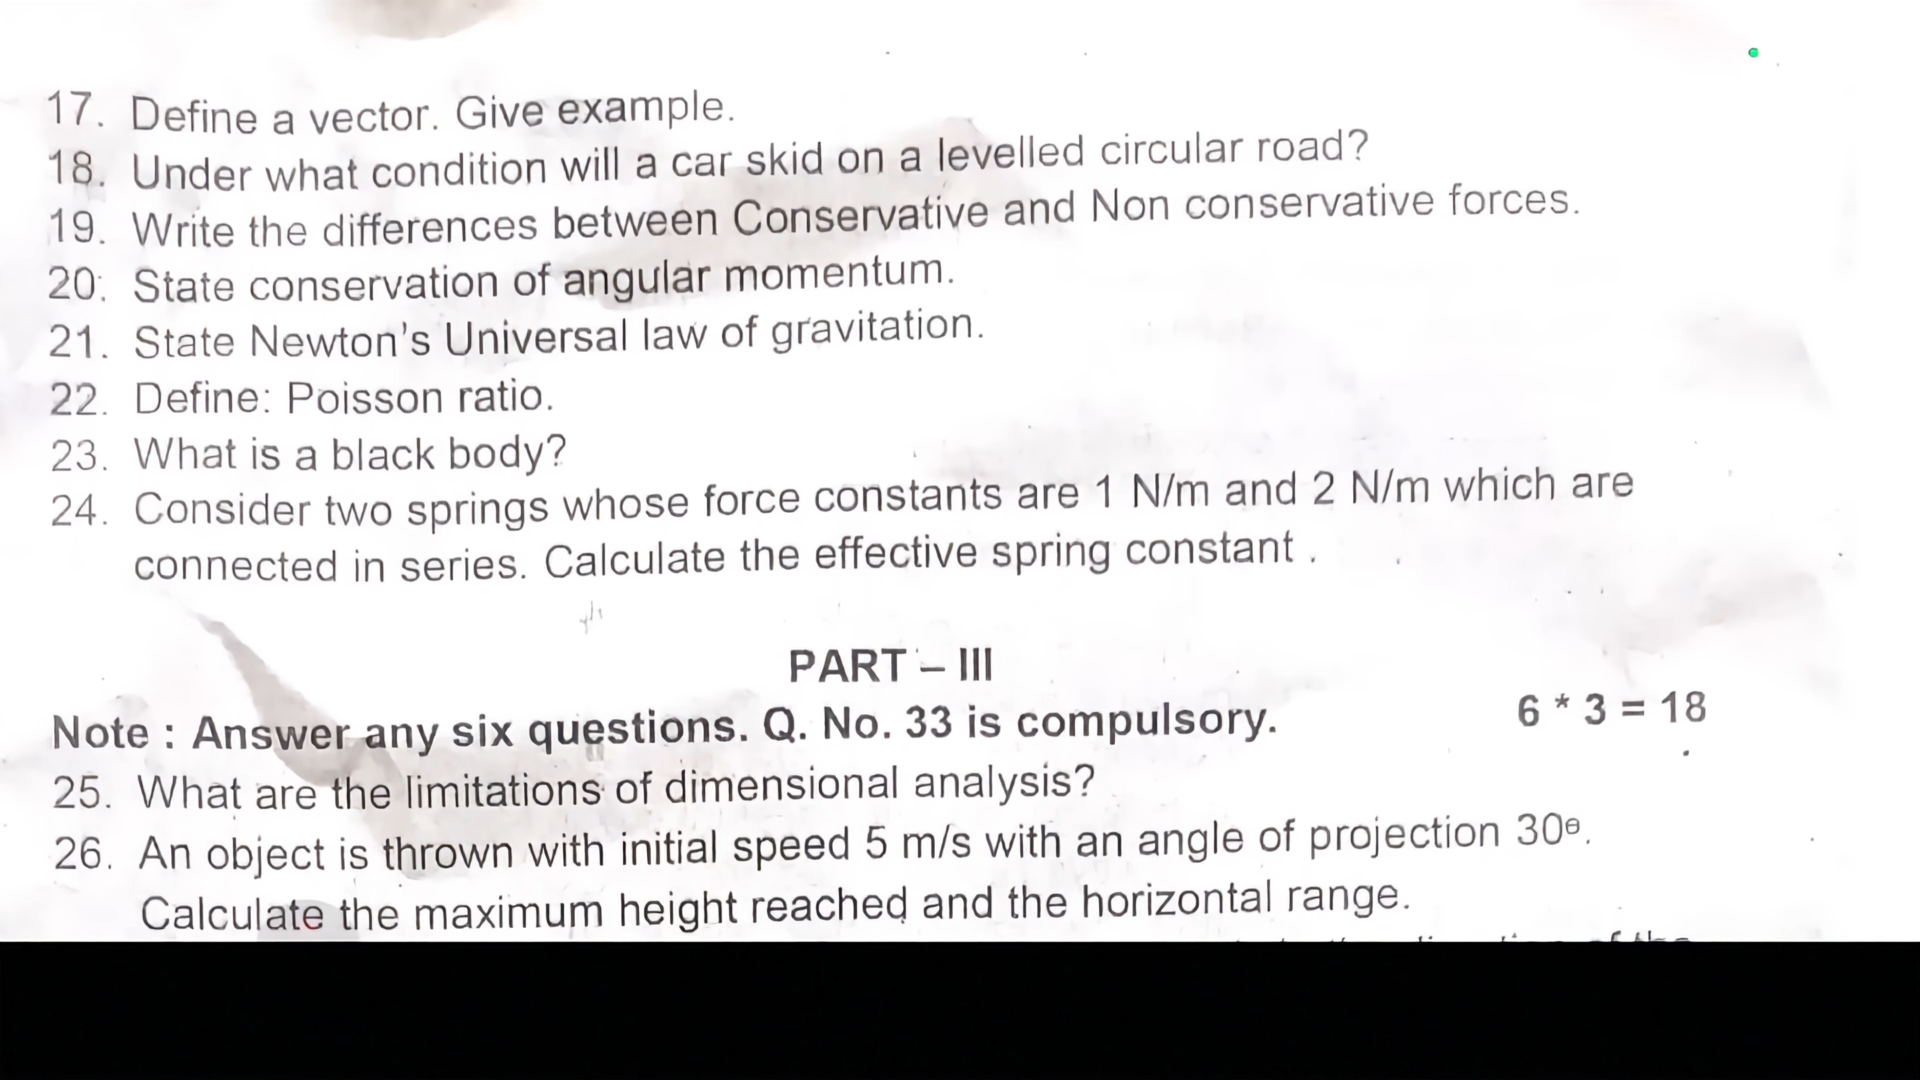 17. Define a vector. Give example.
18. Under what condition will a car skid on a levelled circular road?
19. Write the differences between Conservative and Non conservative forces.
20. State conservation of angular momentum.
21. State Newton's Universal law of gravitation.
22. Define: Poisson ratio.
23. What is a black body?
24. Consider two springs whose force constants are 1 N/m and 2 N/m which are
connected in series. Calculate the effective spring constant .
PART – III
Note : Answer any six questions. Q. No. 33 is compulsory. 6 * 3 = 18
25. What are the limitations of dimensional analysis?
26. An object is thrown with initial speed 5 m/s with an angle of projection 30ᶱ.
Calculate the maximum height reached and the horizontal range.